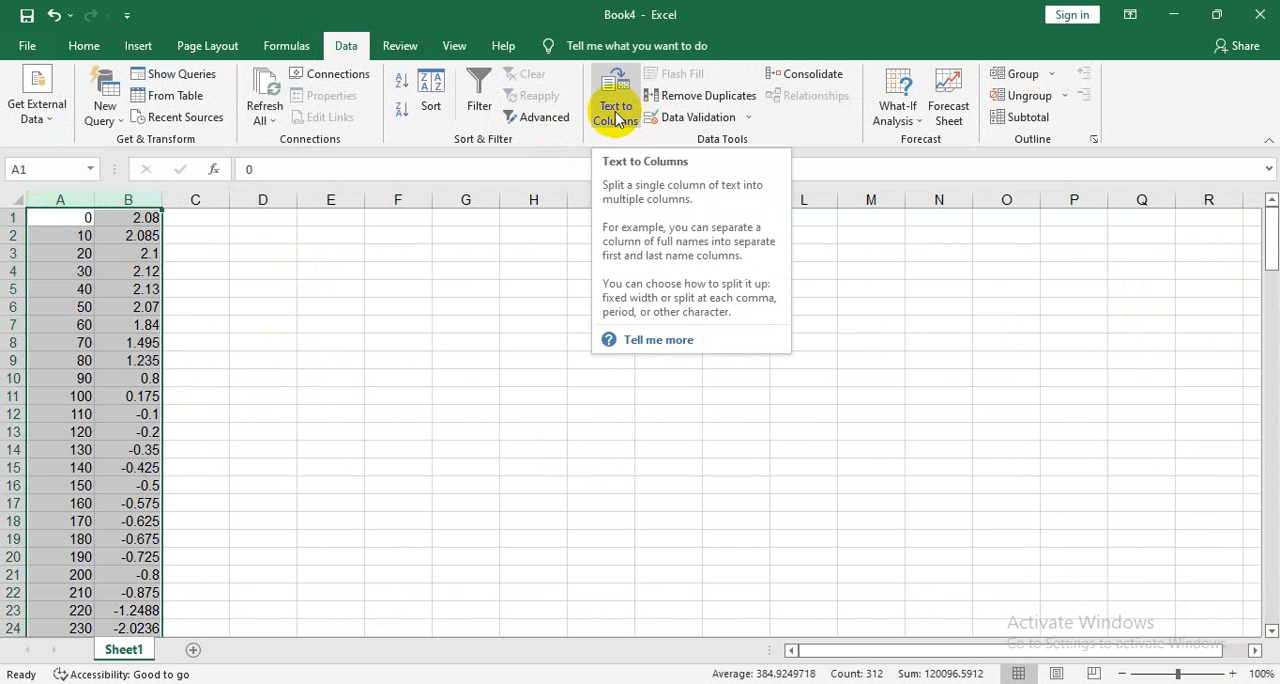 Book4 - Excel
Sign in
File Home Insert Page Layout Formulas Data Review View Help Tell me what you want to do Share
Get External Data
New Query
Show Queries
From Table
Recent Sources
Get & Transform
Refresh All
Connections
Properties
Edit Links
Connections
Sort
Filter
Clear
Reapply
Advanced
Sort & Filter
Text to Columns
Flash Fill
Remove Duplicates
Data Validation
Consolidate
Relationships
Data Tools
What-If Analysis
Forecast Sheet
Forecast
Group
Ungroup
Subtotal
Outline
A1 fx 0
Text to Columns
Split a single column of text into
multiple columns.
For example, you can separate a
column of full names into separate
first and last name columns.
You can choose how to split it up:
fixed width or split at each comma,
period, or other character.
Tell me more
A B C D E F G H L M N O P Q R
1 0 2.08
2 10 2.085
3 20 2.1
4 30 2.12
5 40 2.13
6 50 2.07
7 60 1.84
8 70 1.495
9 80 1.235
10 90 0.8
11 100 0.175
12 110 -0.1
13 120 -0.2
14 130 -0.35
15 140 -0.425
16 150 -0.5
17 160 -0.575
18 170 -0.625
19 180 -0.675
20 190 -0.725
21 200 -0.8
22 210 -0.875
23 220 -1.2488
24 230 -2.0236
Activate Windows
Go to Settings to activate Windows.
Sheet1
Ready Accessibility: Good to go Average: 384.9249718 Count: 312 Sum: 120096.5912 100%